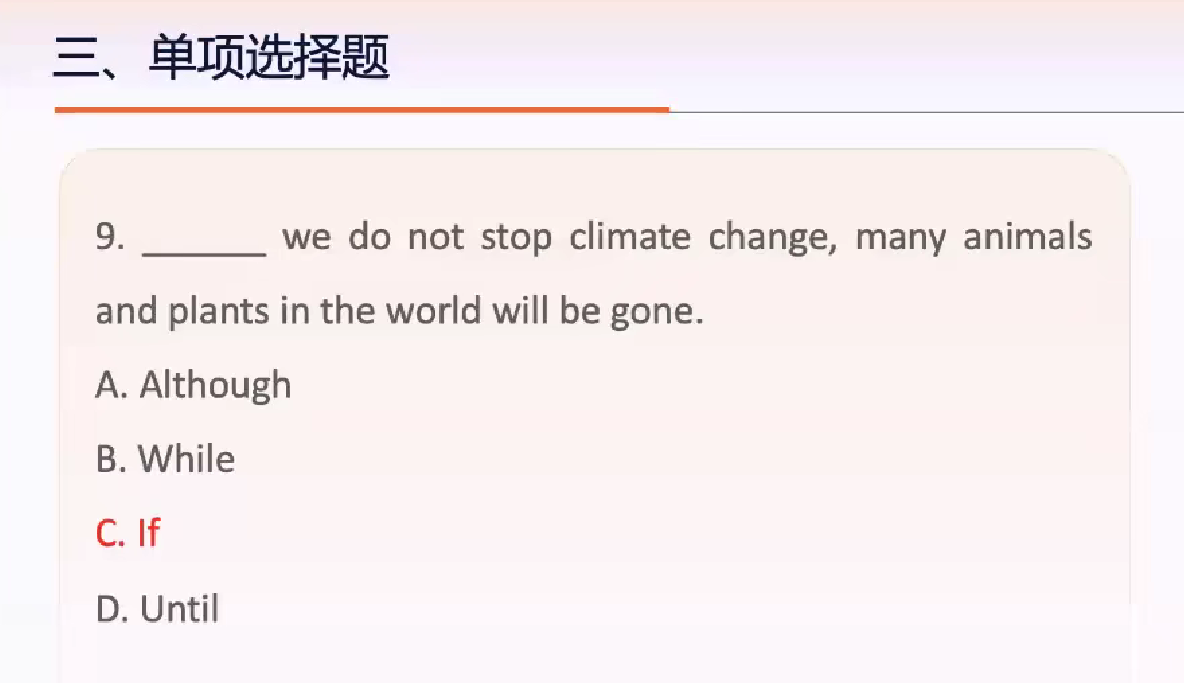 三、单项选择题
9. ______ we do not stop climate change, many animals
and plants in the world will be gone.
A. Although
B. While
C. If
D. Until